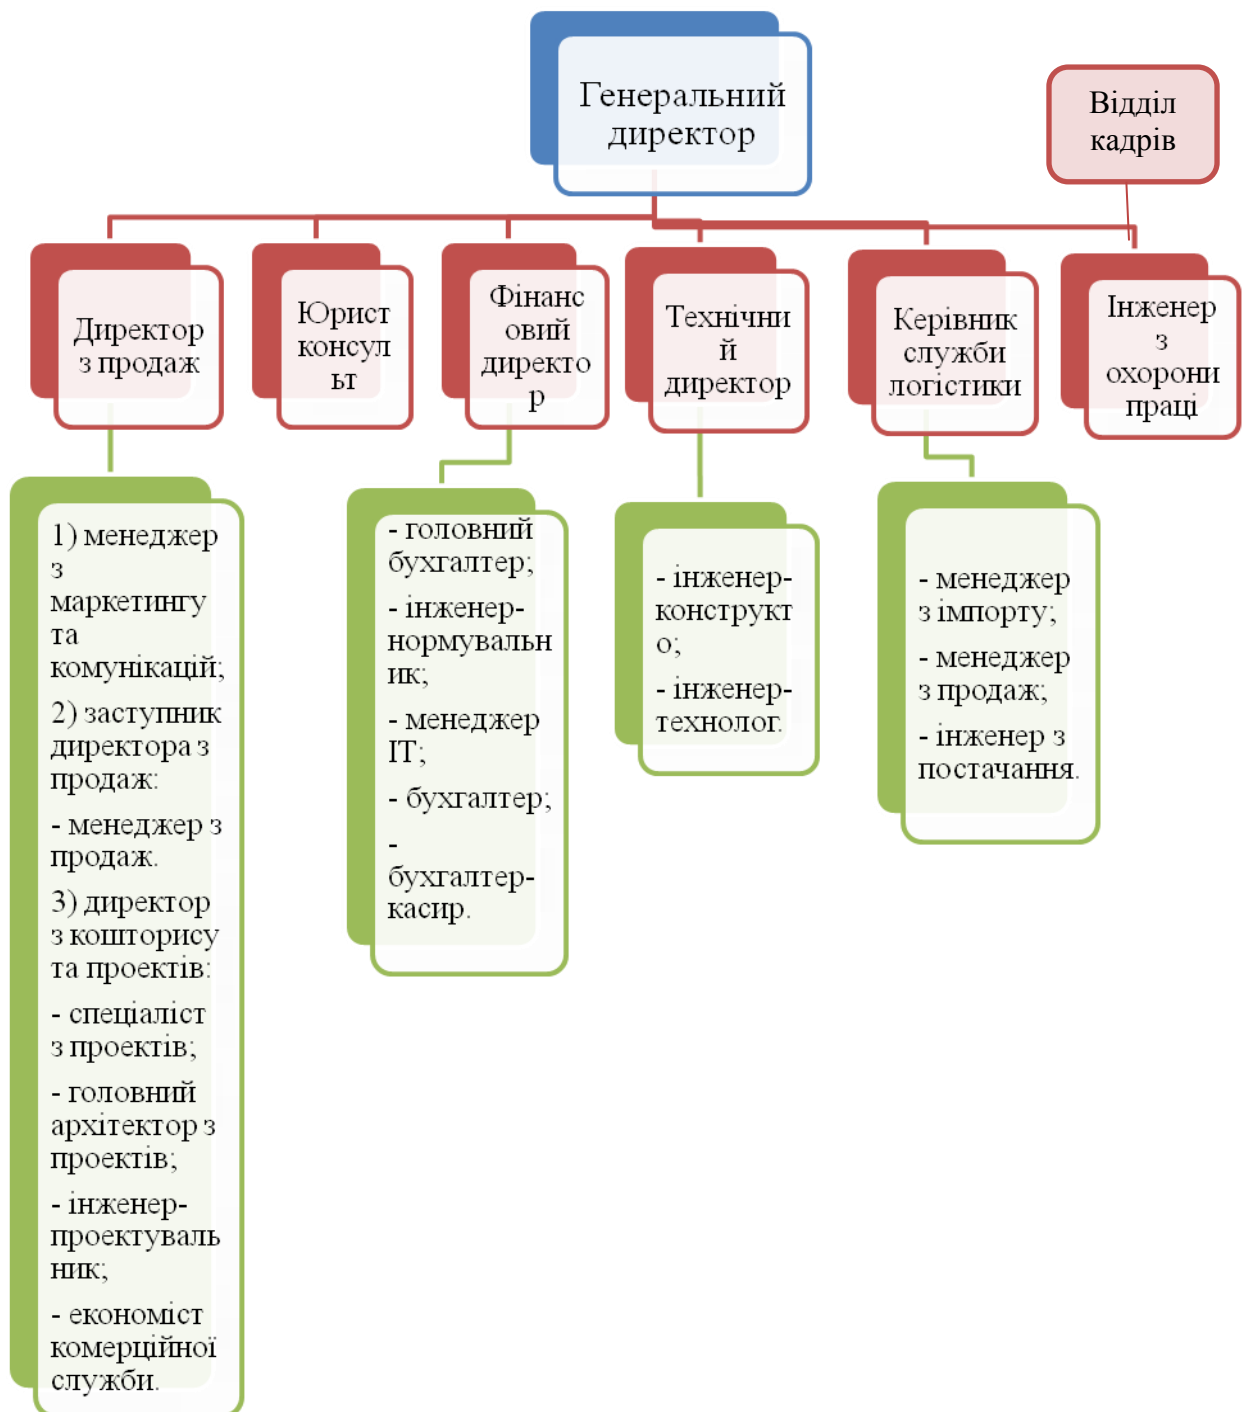 Генеральний
директор
Відділ
кадрів
Директор
з продаж
Юрист
консул
ьт
Фінанс
овий
директо
р
Технічни
й
директор
Керівник
служби
логістики
Інженер
з
охорони
праці
1) менеджер
з
маркетингу
та
комунікацій;
2) заступник
директора з
продаж:
- менеджер з
продаж.
3) директор
з кошторису
та проектів:
- спеціаліст
з проектів;
- головний
архітектор з
проектів;
- інженер-
проектуваль
ник;
- економіст
комерційної
служби.
- головний
бухгалтер;
- інженер-
нормувальн
ик;
- менеджер
ІТ;
- бухгалтер;
-
бухгалтер-
касир.
- інженер-
конструкт
о;
- інженер-
технолог.
- менеджер
з імпорту;
- менеджер
з продаж;
- інженер з
постачання.